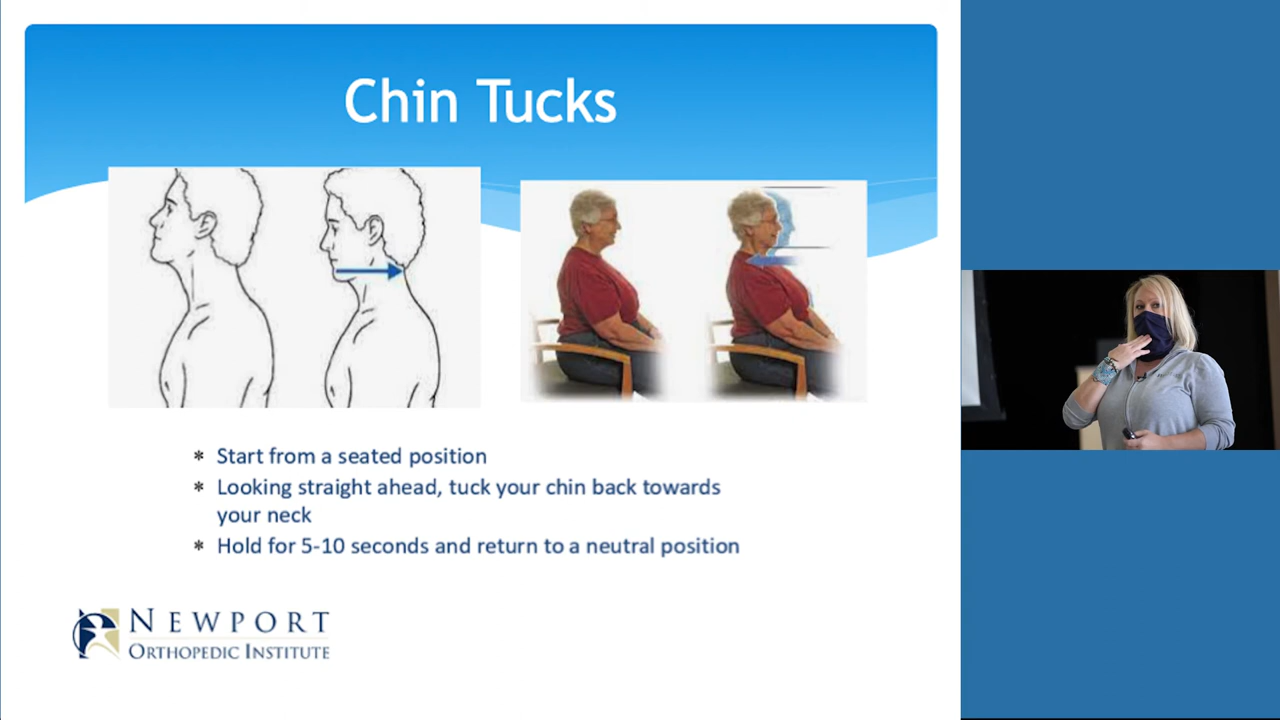 Chin Tucks
* Start from a seated position
* Looking straight ahead, tuck your chin back towards
your neck
* Hold for 5-10 seconds and return to a neutral position
NEWPORT
ORTHOPEDIC INSTITUTE